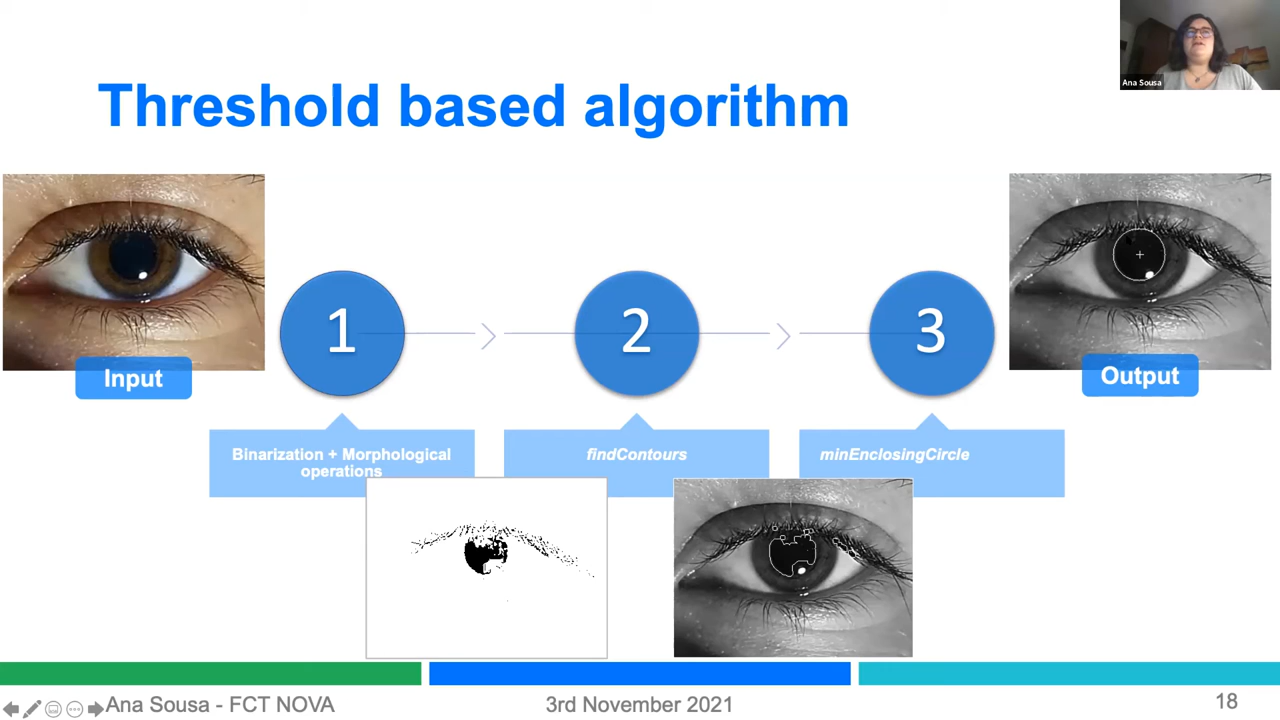 Ana Sousa
Threshold based algorithm
Input
1
2
3
Output
Binarization + Morphological
operations
findContours
minEnclosingCircle
Ana Sousa - FCT NOVA
3rd November 2021
18